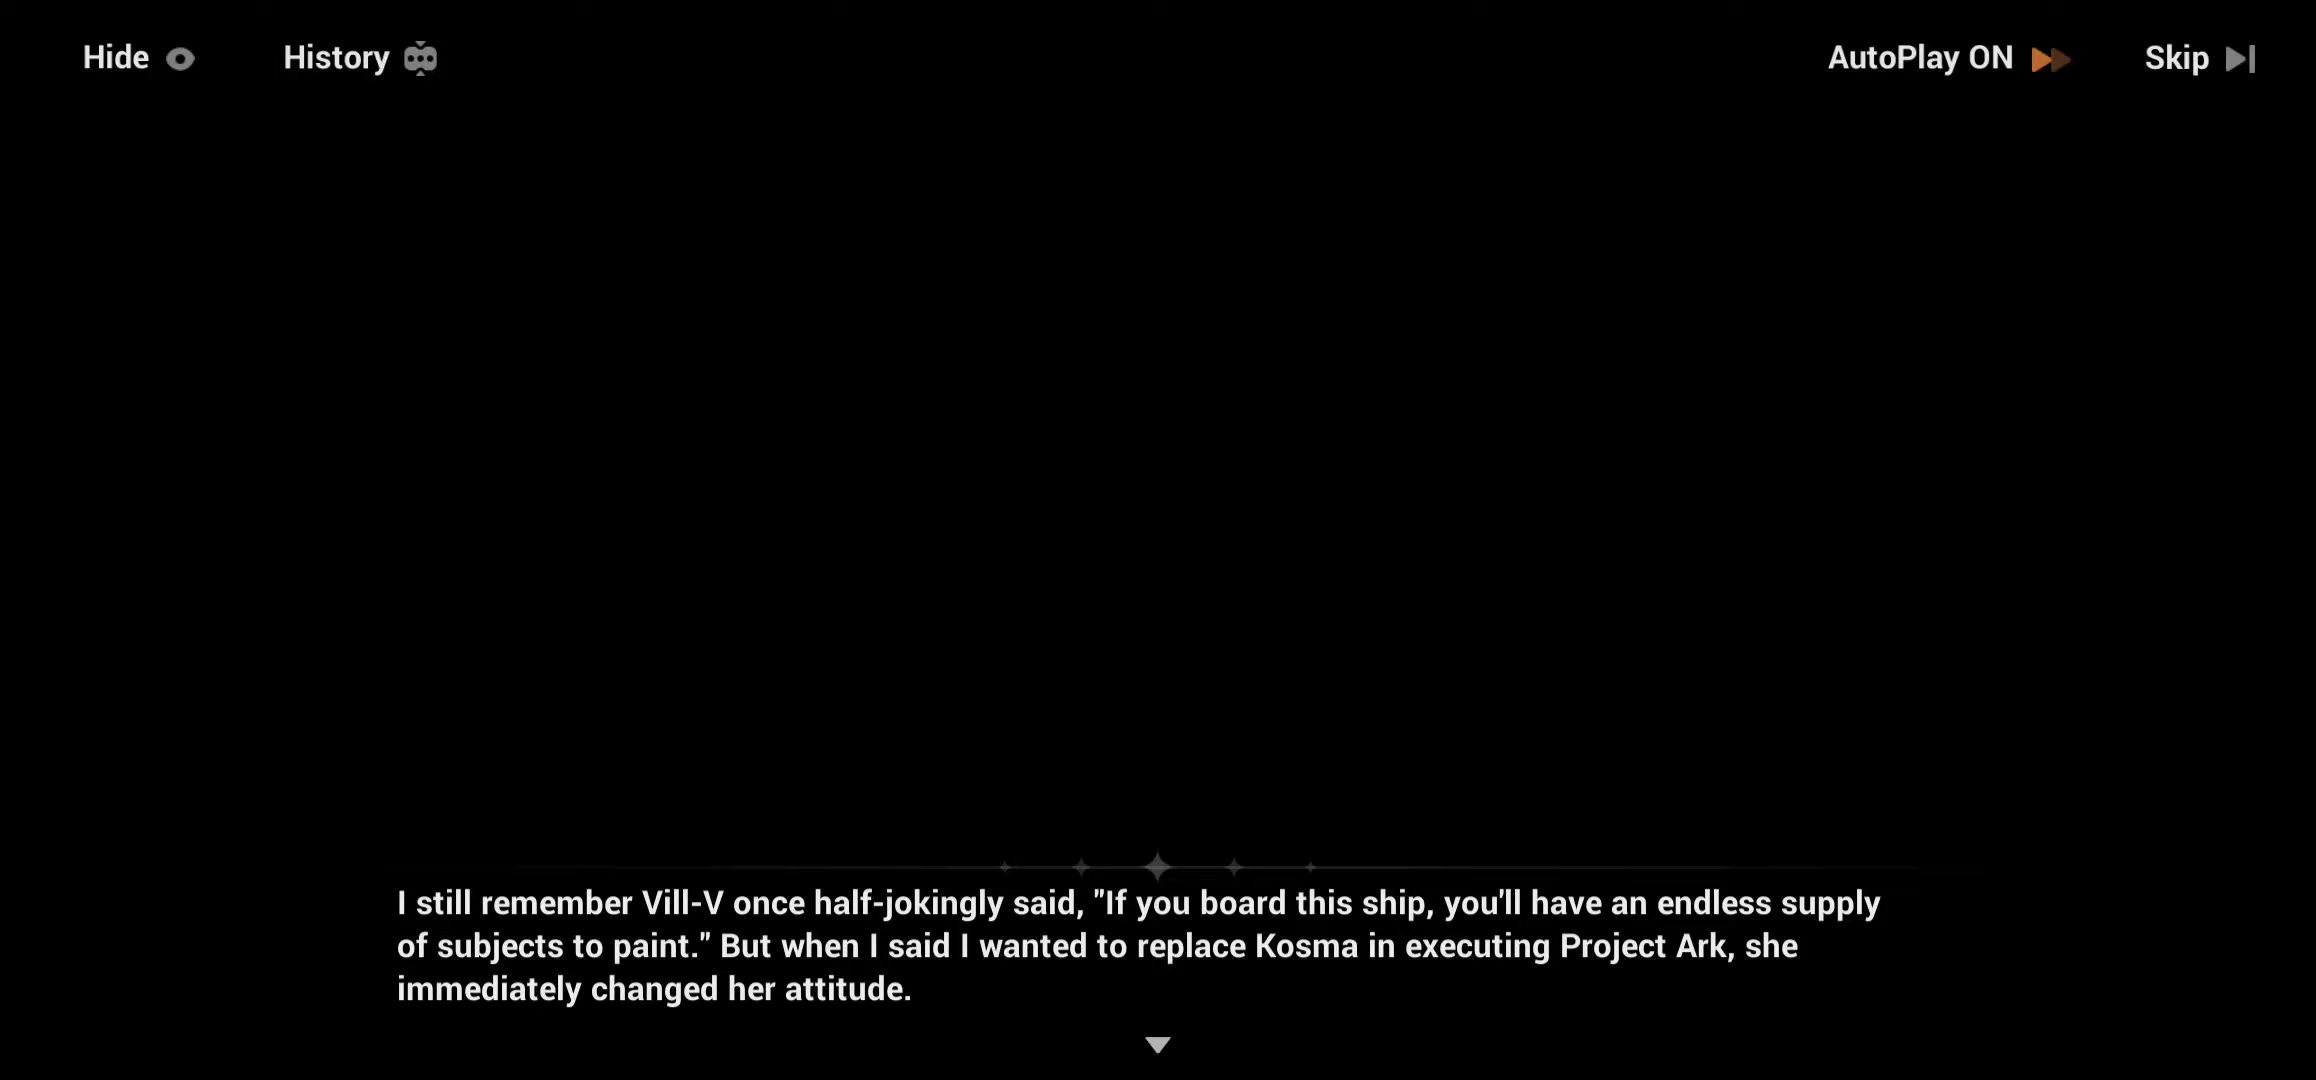 Hide
History
AutoPlay ON
Skip
I still remember Vill-V once half-jokingly said, "If you board this ship, you'll have an endless supply
of subjects to paint." But when I said I wanted to replace Kosma in executing Project Ark, she
immediately changed her attitude.